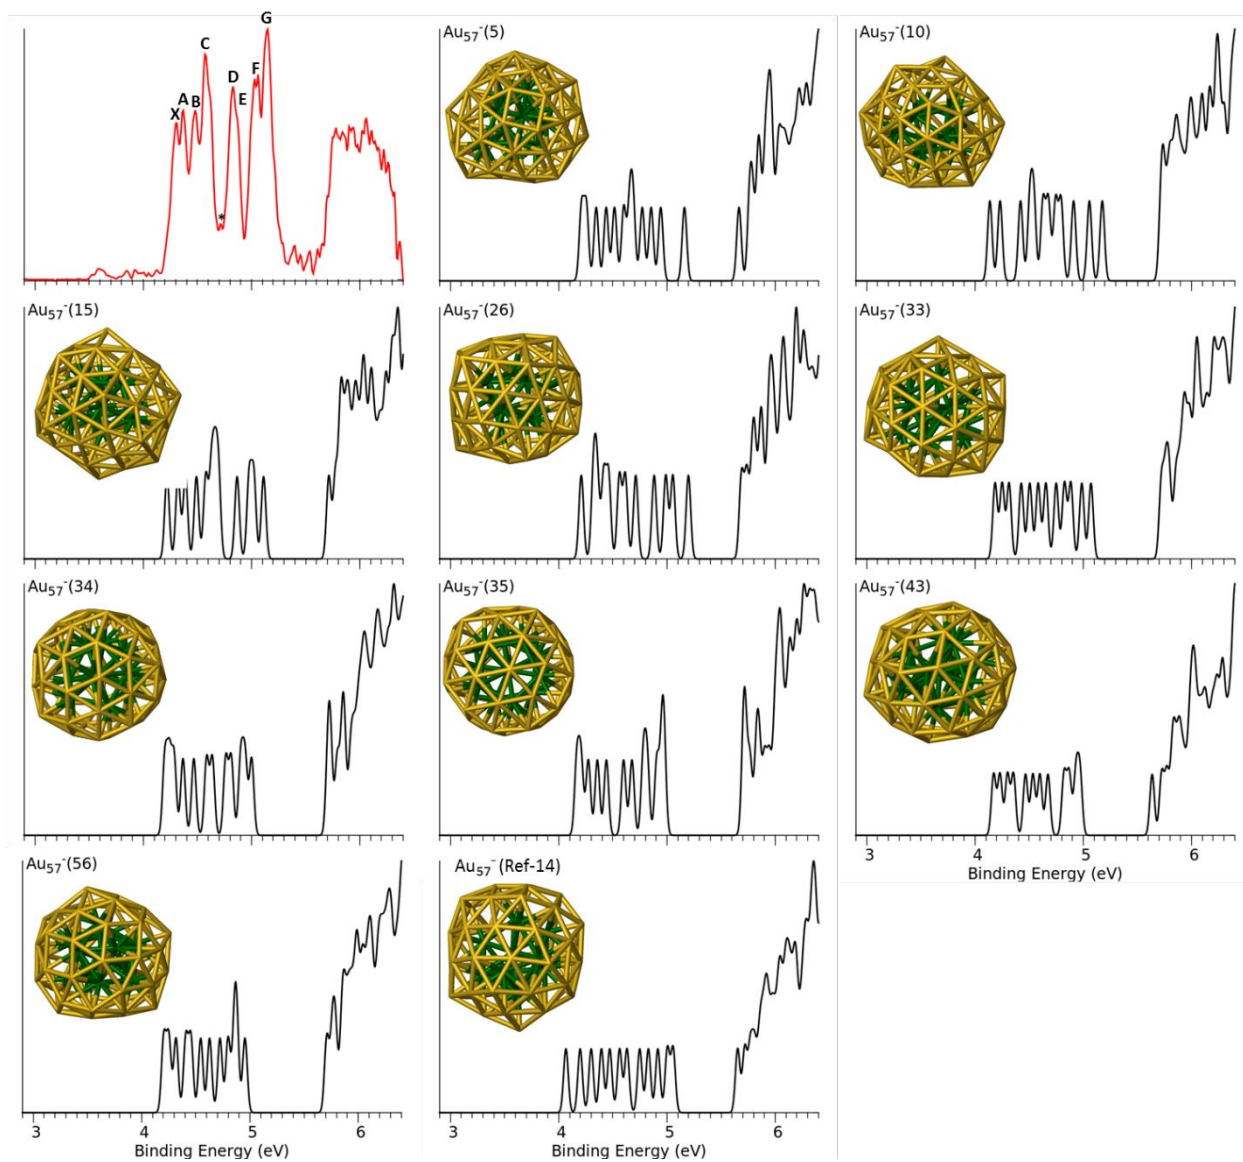 G
C
F
D
A
B
E
X
*
Au57-(5)
Au57-(10)
Au57-(15)
Au57-(26)
Au57-(33)
Au57-(34)
Au57-(35)
Au57-(43)
3 4 5 6
Binding Energy (eV)
Au57-(56)
Au57-(Ref-14)
3 4 5 6
Binding Energy (eV)
3 4 5 6
Binding Energy (eV)